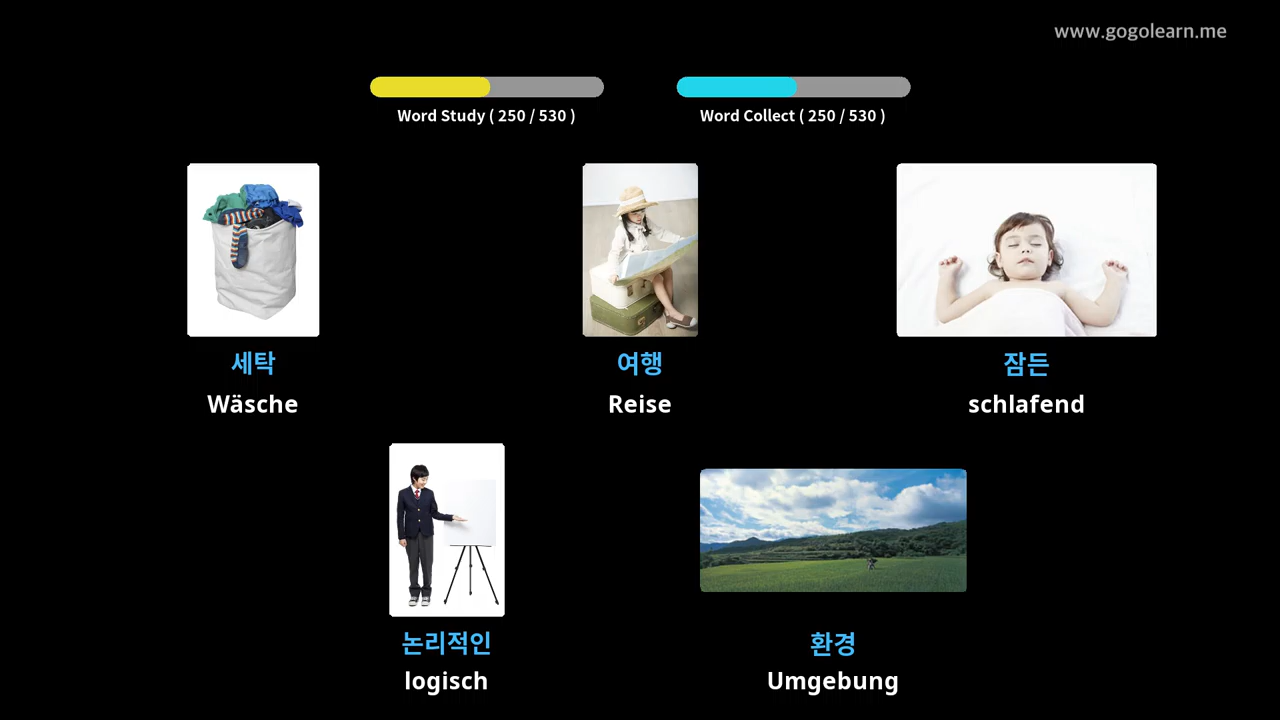 www.gogolearn.me
Word Study ( 250 / 530 )
Word Collect ( 250 / 530 )
세탁
여행
잠든
Wäsche
Reise
schlafend
논리적인
환경
logisch
Umgebung